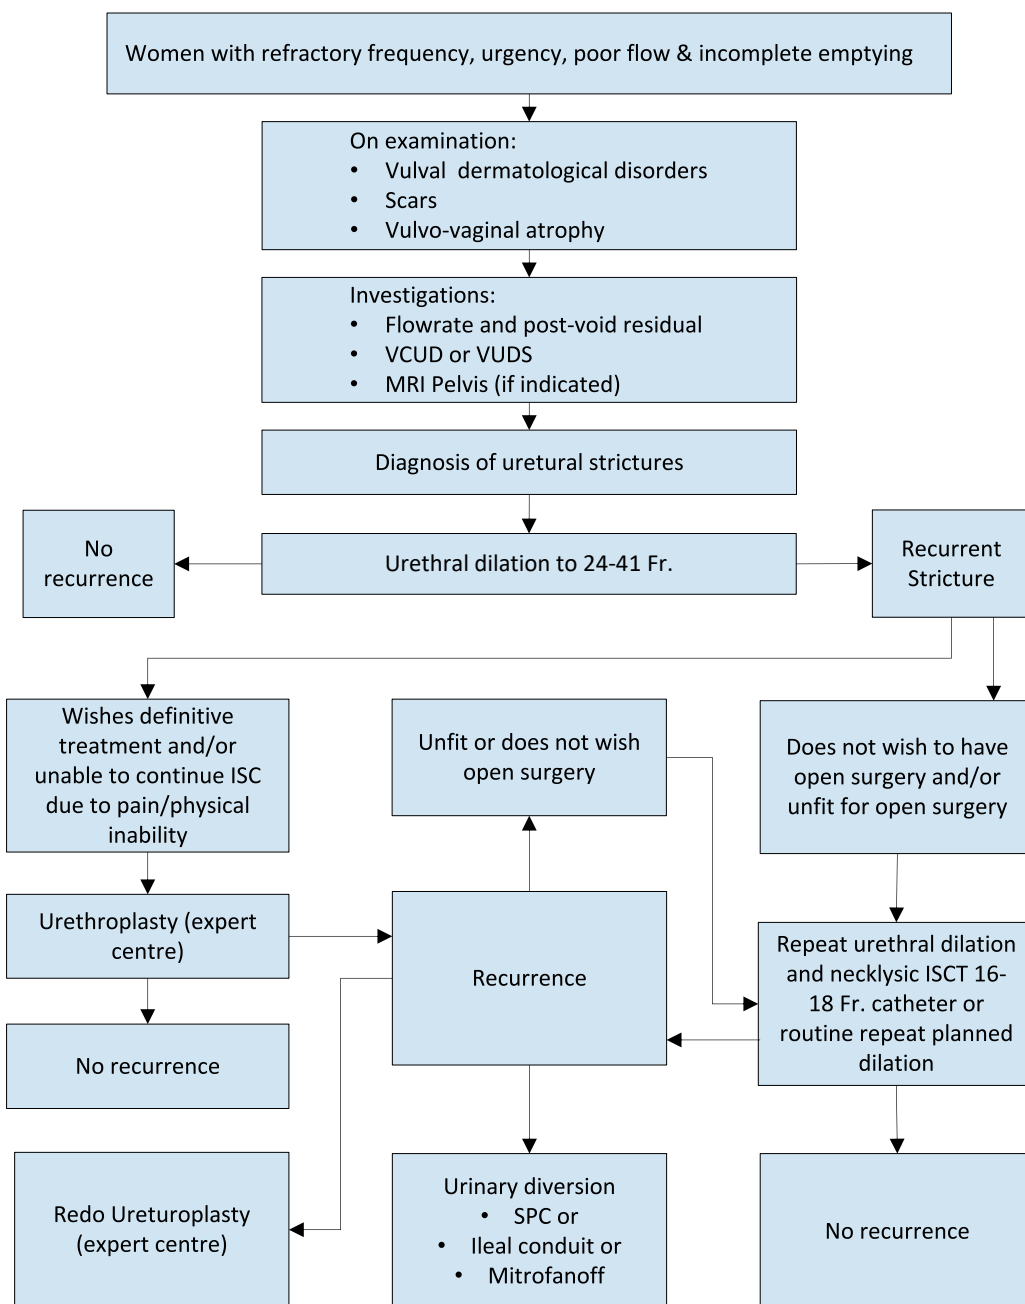 Women with refractory frequency, urgency, poor flow & incomplete emptying
On examination:
• Vulval dermatological disorders
• Scars
• Vulvo-vaginal atrophy
Investigations:
• Flowrate and post-void residual
• VCUD or VUDS
• MRI Pelvis (if indicated)
Diagnosis of uretural strictures
No
recurrence
Urethral dilation to 24-41 Fr.
Recurrent
Stricture
Wishes definitive
treatment and/or
unable to continue ISC
due to pain/physical
inability
Unfit or does not wish
open surgery
Does not wish to have
open surgery and/or
unfit for open surgery
Urethroplasty (expert
centre)
Recurrence
Repeat urethral dilation
and necklysic ISCT 16-
18 Fr. catheter or
routine repeat planned
dilation
No recurrence
Redo Ureturoplasty
(expert centre)
Urinary diversion
• SPC or
• Ileal conduit or
• Mitrofanoff
No recurrence